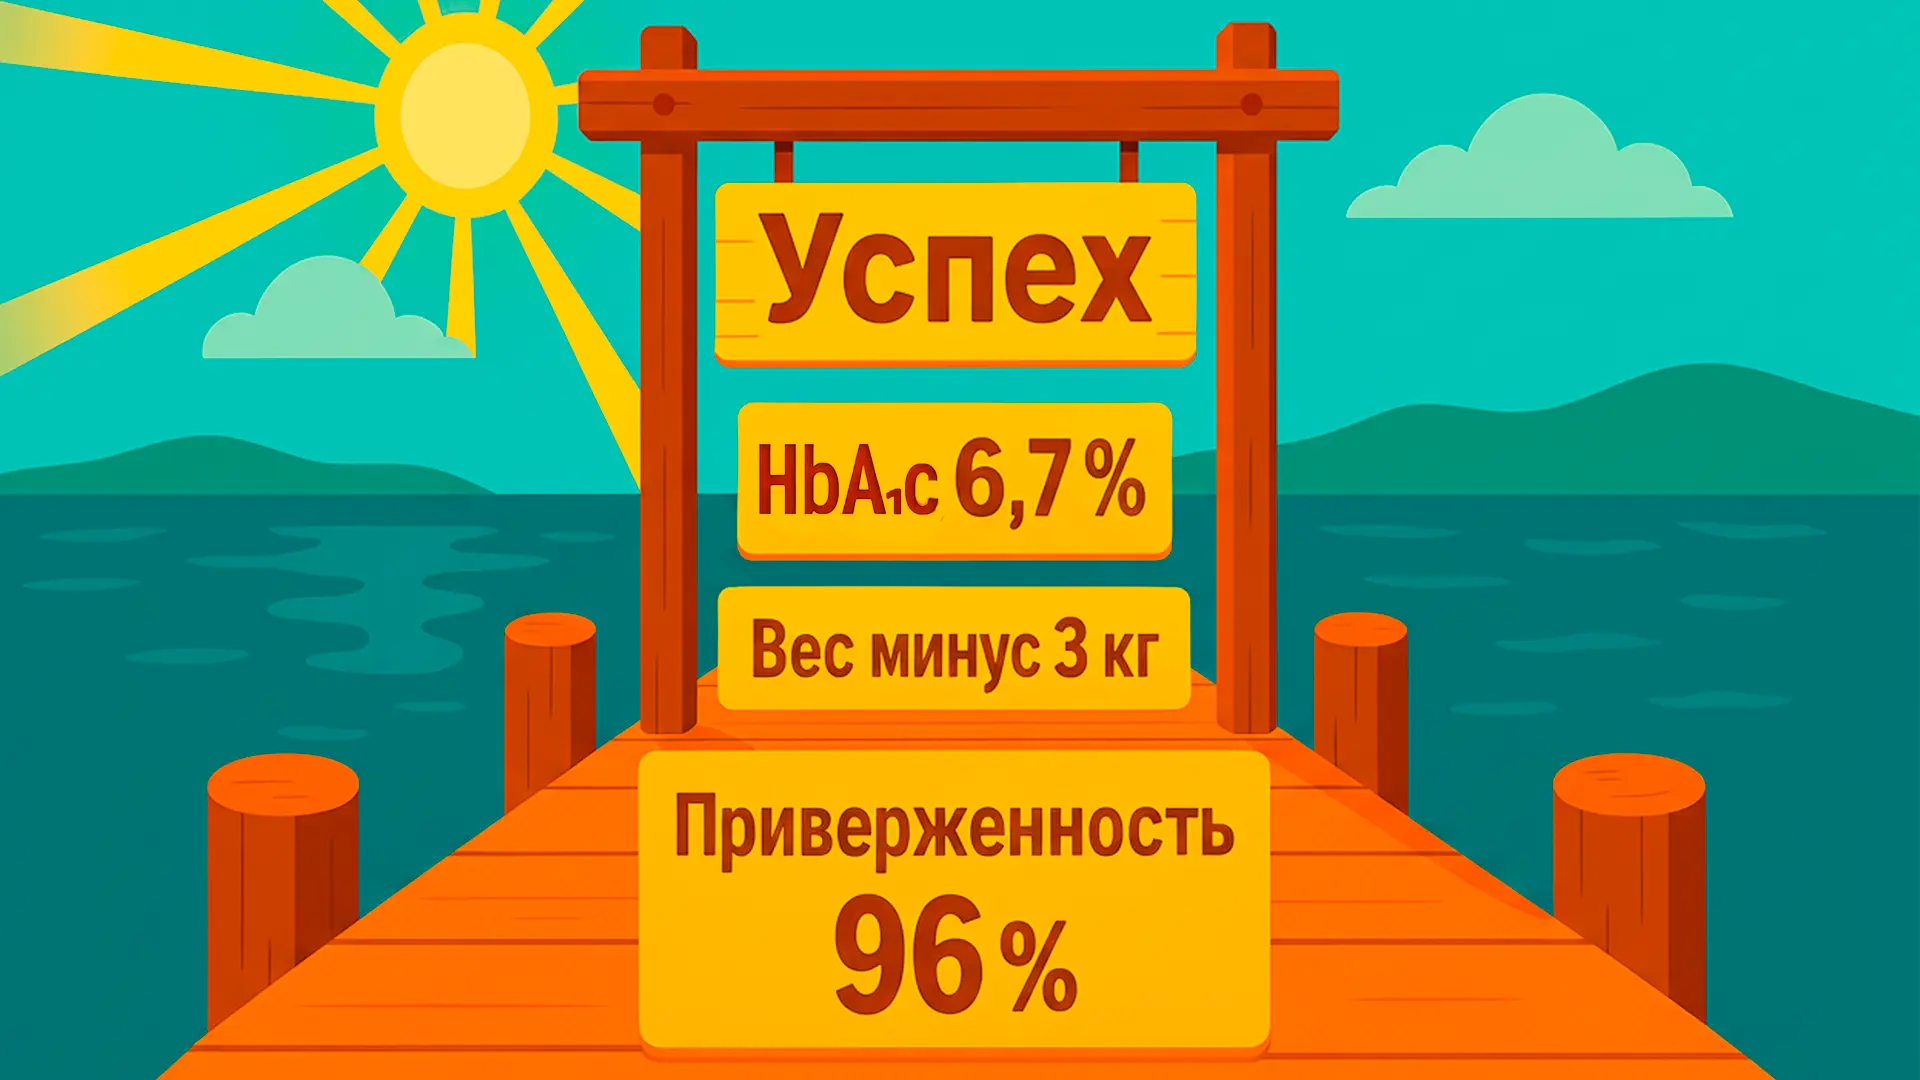 Успех
HbA₁c 6,7 %
Вес минус 3 кг
Приверженность
96 %